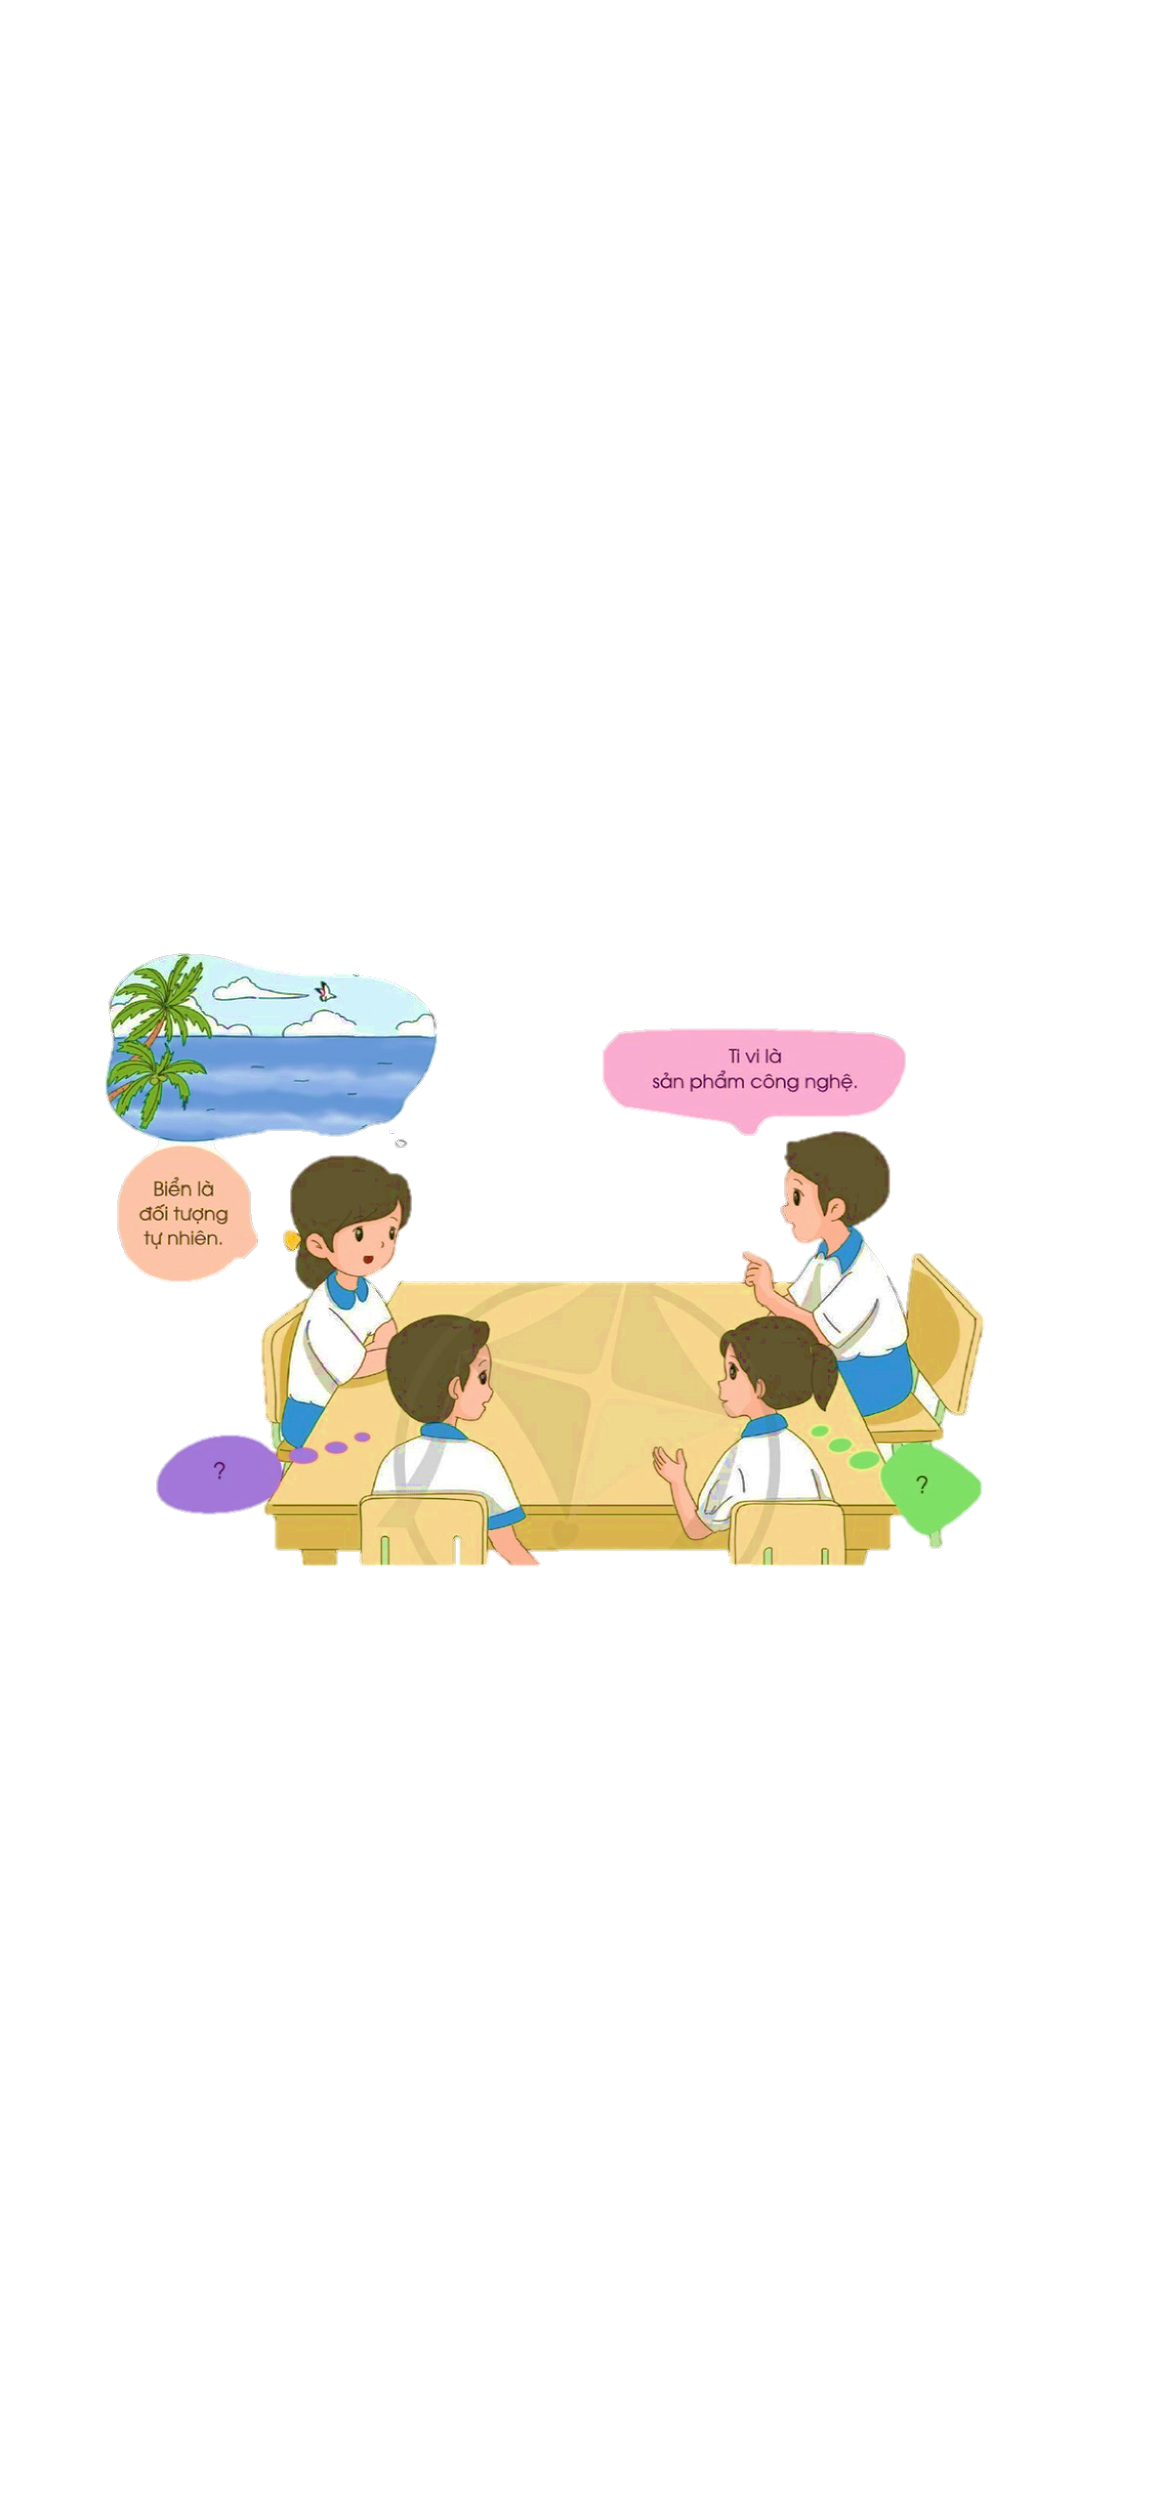 Ti vi là
sản phẩm công nghệ.
Biển là
đối tượng
tự nhiên.
?
?